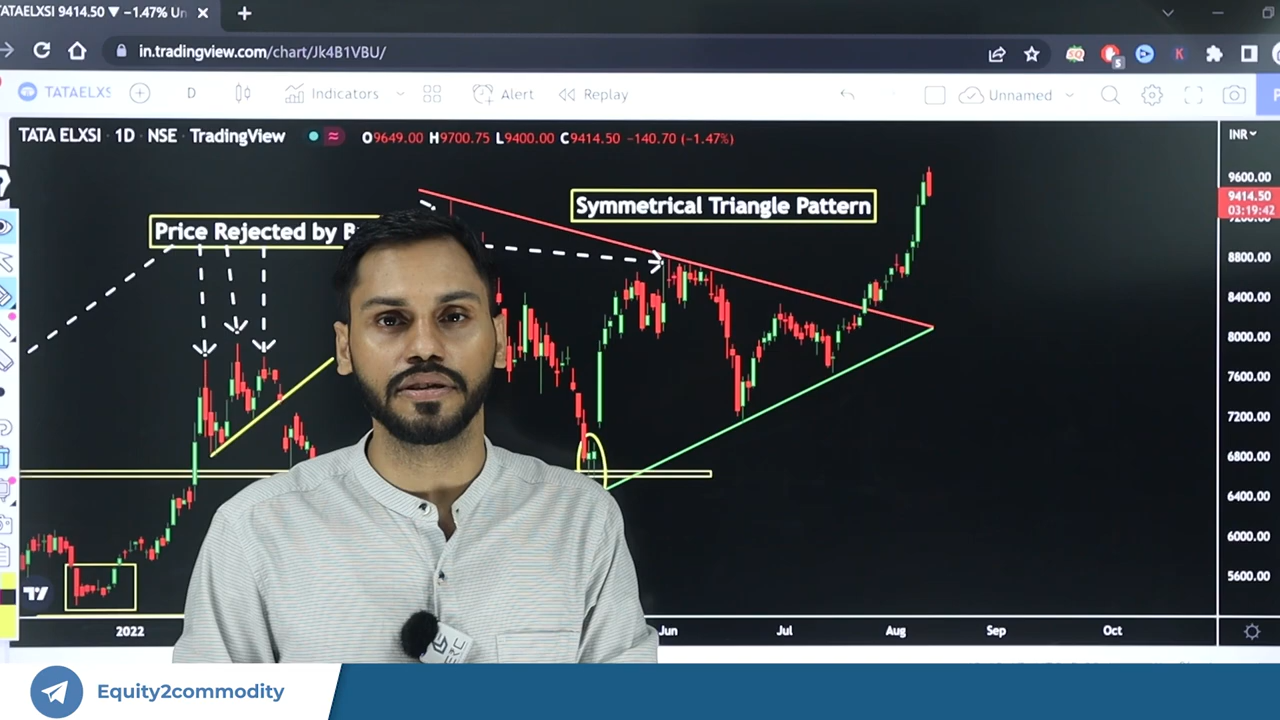 TATAELXSI 9414.50 ▼ −1.47% Un
in.tradingview.com/chart/Jk4B1VBU/
TATAELXS
D
Indicators
Alert
Replay
Unnamed
TATA ELXSI · 1D · NSE · TradingView
O9649.00 H9700.75 L9400.00 C9414.50 −140.70 (−1.47%)
INR
Symmetrical Triangle Pattern
Price Rejected by
9600.00
9414.50
03:19:42
8800.00
8400.00
8000.00
7600.00
7200.00
6800.00
6400.00
6000.00
5600.00
2022
Jun
Jul
Aug
Sep
Oct
Equity2commodity